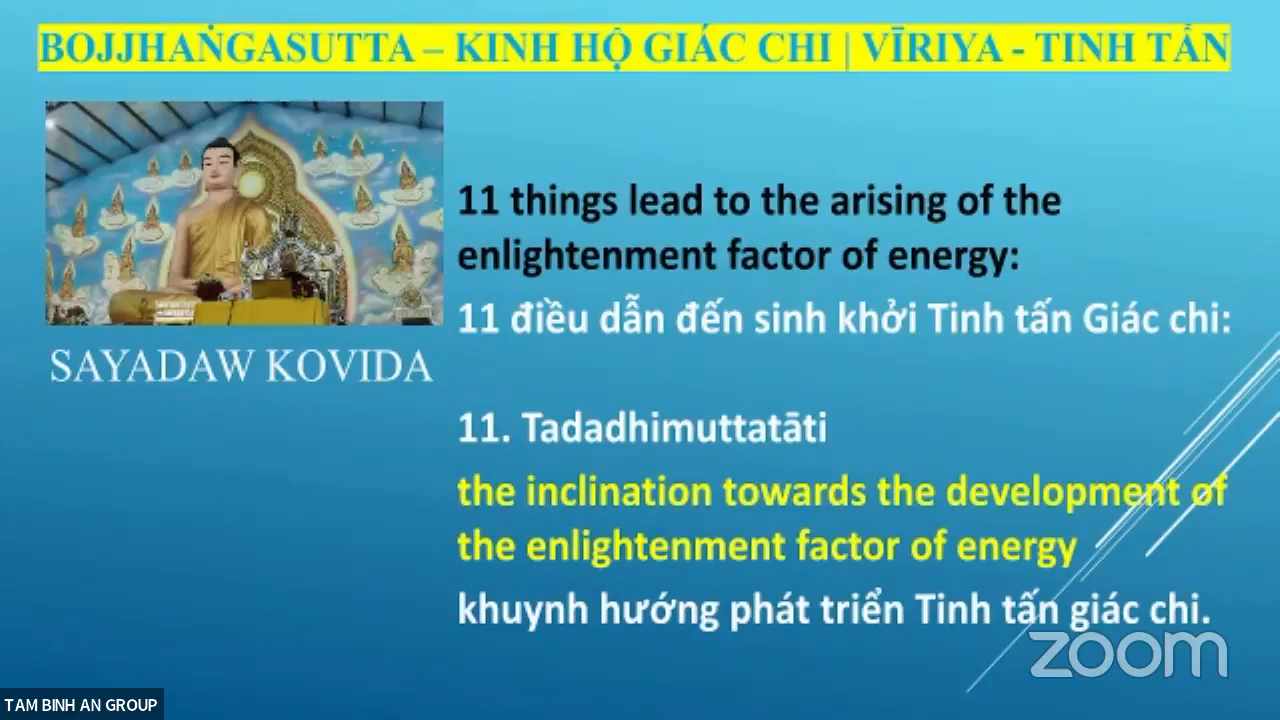 BOJJHAṄGASUTTA – KINH HỘ GIÁC CHI | VĪRIYA - TINH TẤN
11 things lead to the arising of the
enlightenment factor of energy:
11 điều dẫn đến sinh khởi Tinh tấn Giác chi:
SAYADAW KOVIDA
11. Tadadhimuttatāti
the inclination towards the development of
the enlightenment factor of energy
khuynh hướng phát triển Tinh tấn giác chi.
zoom
TAM BINH AN GROUP